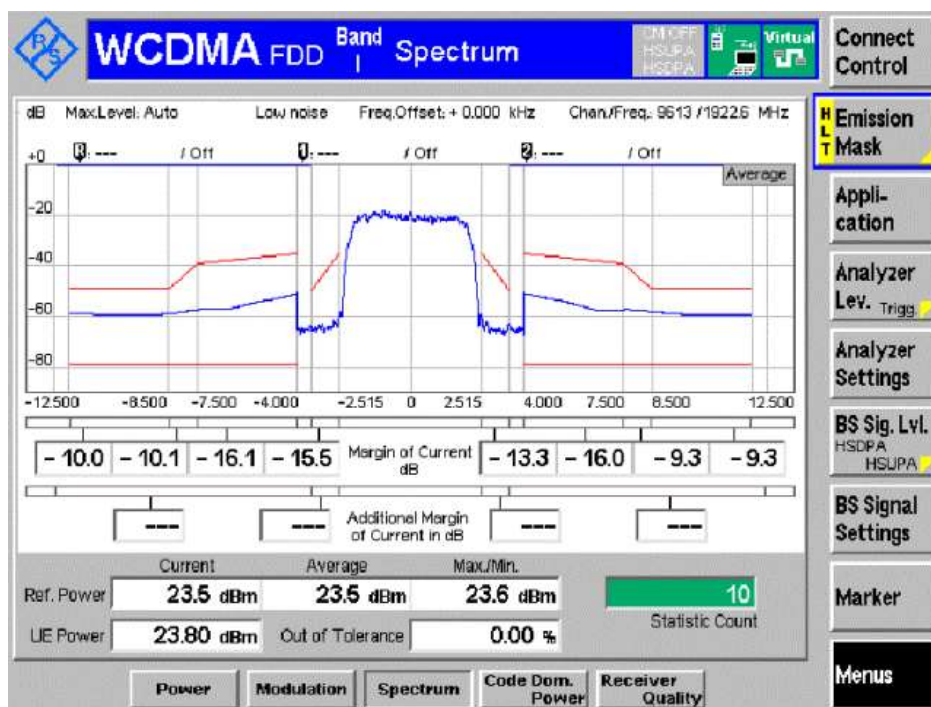 R S
WCDMA FDD Band I Spectrum
CM OFF
HSUPA
HSDPA
Virtual
Connect
Control
dB Max.Level: Auto Low noise Freq.Offset: + 0.000 kHz Chan./Freq.: 9613 / 1922.6 MHz
H L T
Emission
Mask
R: --- / Off 1: --- / Off 2: --- / Off
+0
Average
-20
-40
-60
-80
-12.500 -8.500 -7.500 -4.000 -2.515 0 2.515 4.000 7.500 8.500 12.500
Appli-
cation
Analyzer
Lev. Trigg.
Analyzer
Settings
- 10.0 - 10.1 - 16.1 - 15.5 Margin of Current dB - 13.3 - 16.0 - 9.3 - 9.3
BS Sig. Lvl.
HSDPA
HSUPA
--- --- Additional Margin of Current in dB --- ---
BS Signal
Settings
Current Average Max./Min.
Ref. Power 23.5 dBm 23.5 dBm 23.6 dBm 10
Statistic Count
UE Power 23.80 dBm Out of Tolerance 0.00 %
Marker
Menus
Power Modulation Spectrum Code Dom. Power Receiver Quality